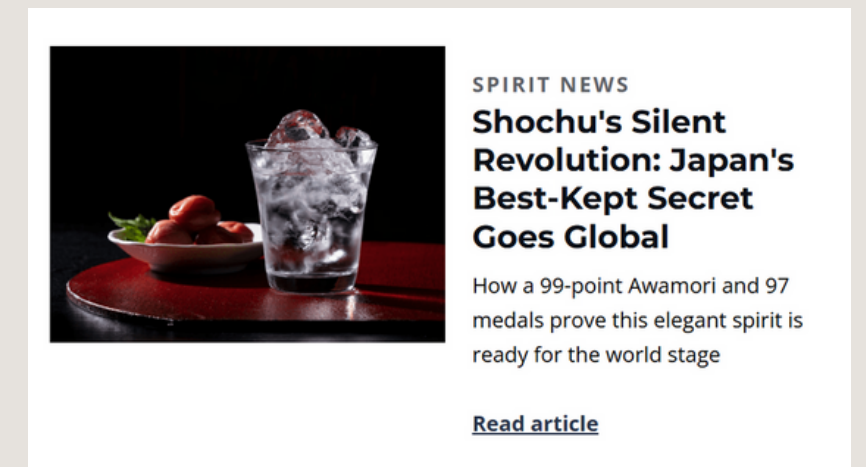 SPIRIT NEWS
Shochu's Silent
Revolution: Japan's
Best-Kept Secret
Goes Global
How a 99-point Awamori and 97
medals prove this elegant spirit is
ready for the world stage
Read article